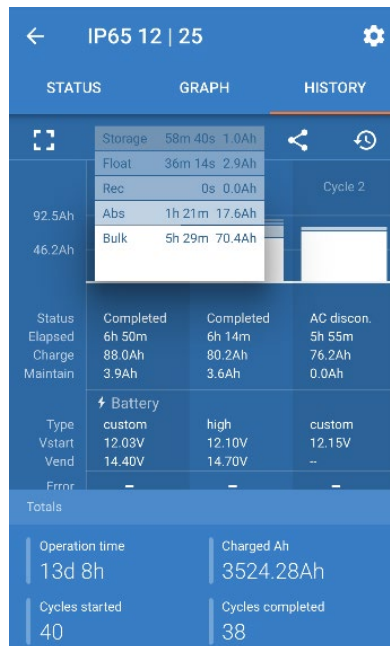 IP65 12 | 25
STATUS GRAPH HISTORY
Storage 58m 40s 1.0Ah
Float 36m 14s 2.9Ah
Rec 0s 0.0Ah
Abs 1h 21m 17.6Ah
Bulk 5h 29m 70.4Ah
Cycle 2
92.5Ah
46.2Ah
Status Completed Completed AC discon.
Elapsed 6h 50m 6h 14m 5h 55m
Charge 88.0Ah 80.2Ah 76.2Ah
Maintain 3.9Ah 3.6Ah 0.0Ah
Battery
Type custom high custom
Vstart 12.03V 12.10V 12.15V
Vend 14.40V 14.70V --
Error – – –
Totals
Operation time Charged Ah
13d 8h 3524.28Ah
Cycles started Cycles completed
40 38